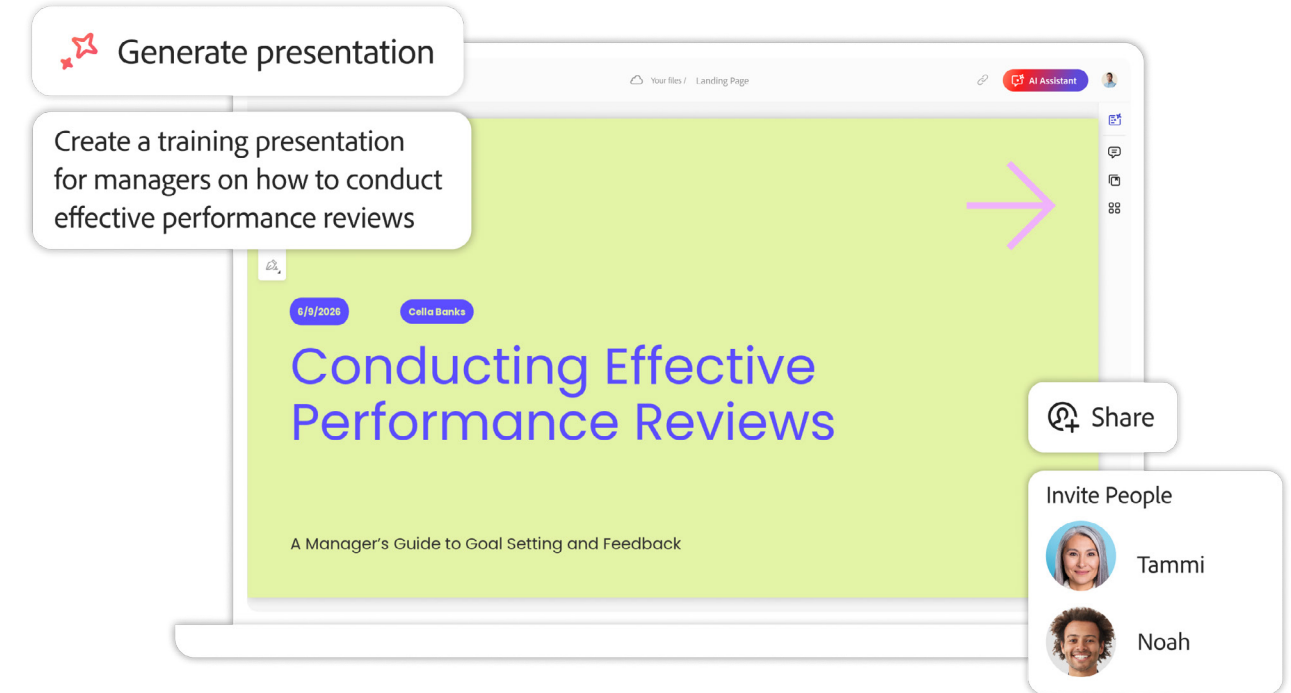 Generate presentation
Create a training presentation
for managers on how to conduct
effective performance reviews
Your files / Landing Page
AI Assistant
6/9/2026
Cella Banks
Conducting Effective
Performance Reviews
A Manager's Guide to Goal Setting and Feedback
Share
Invite People
Tammi
Noah